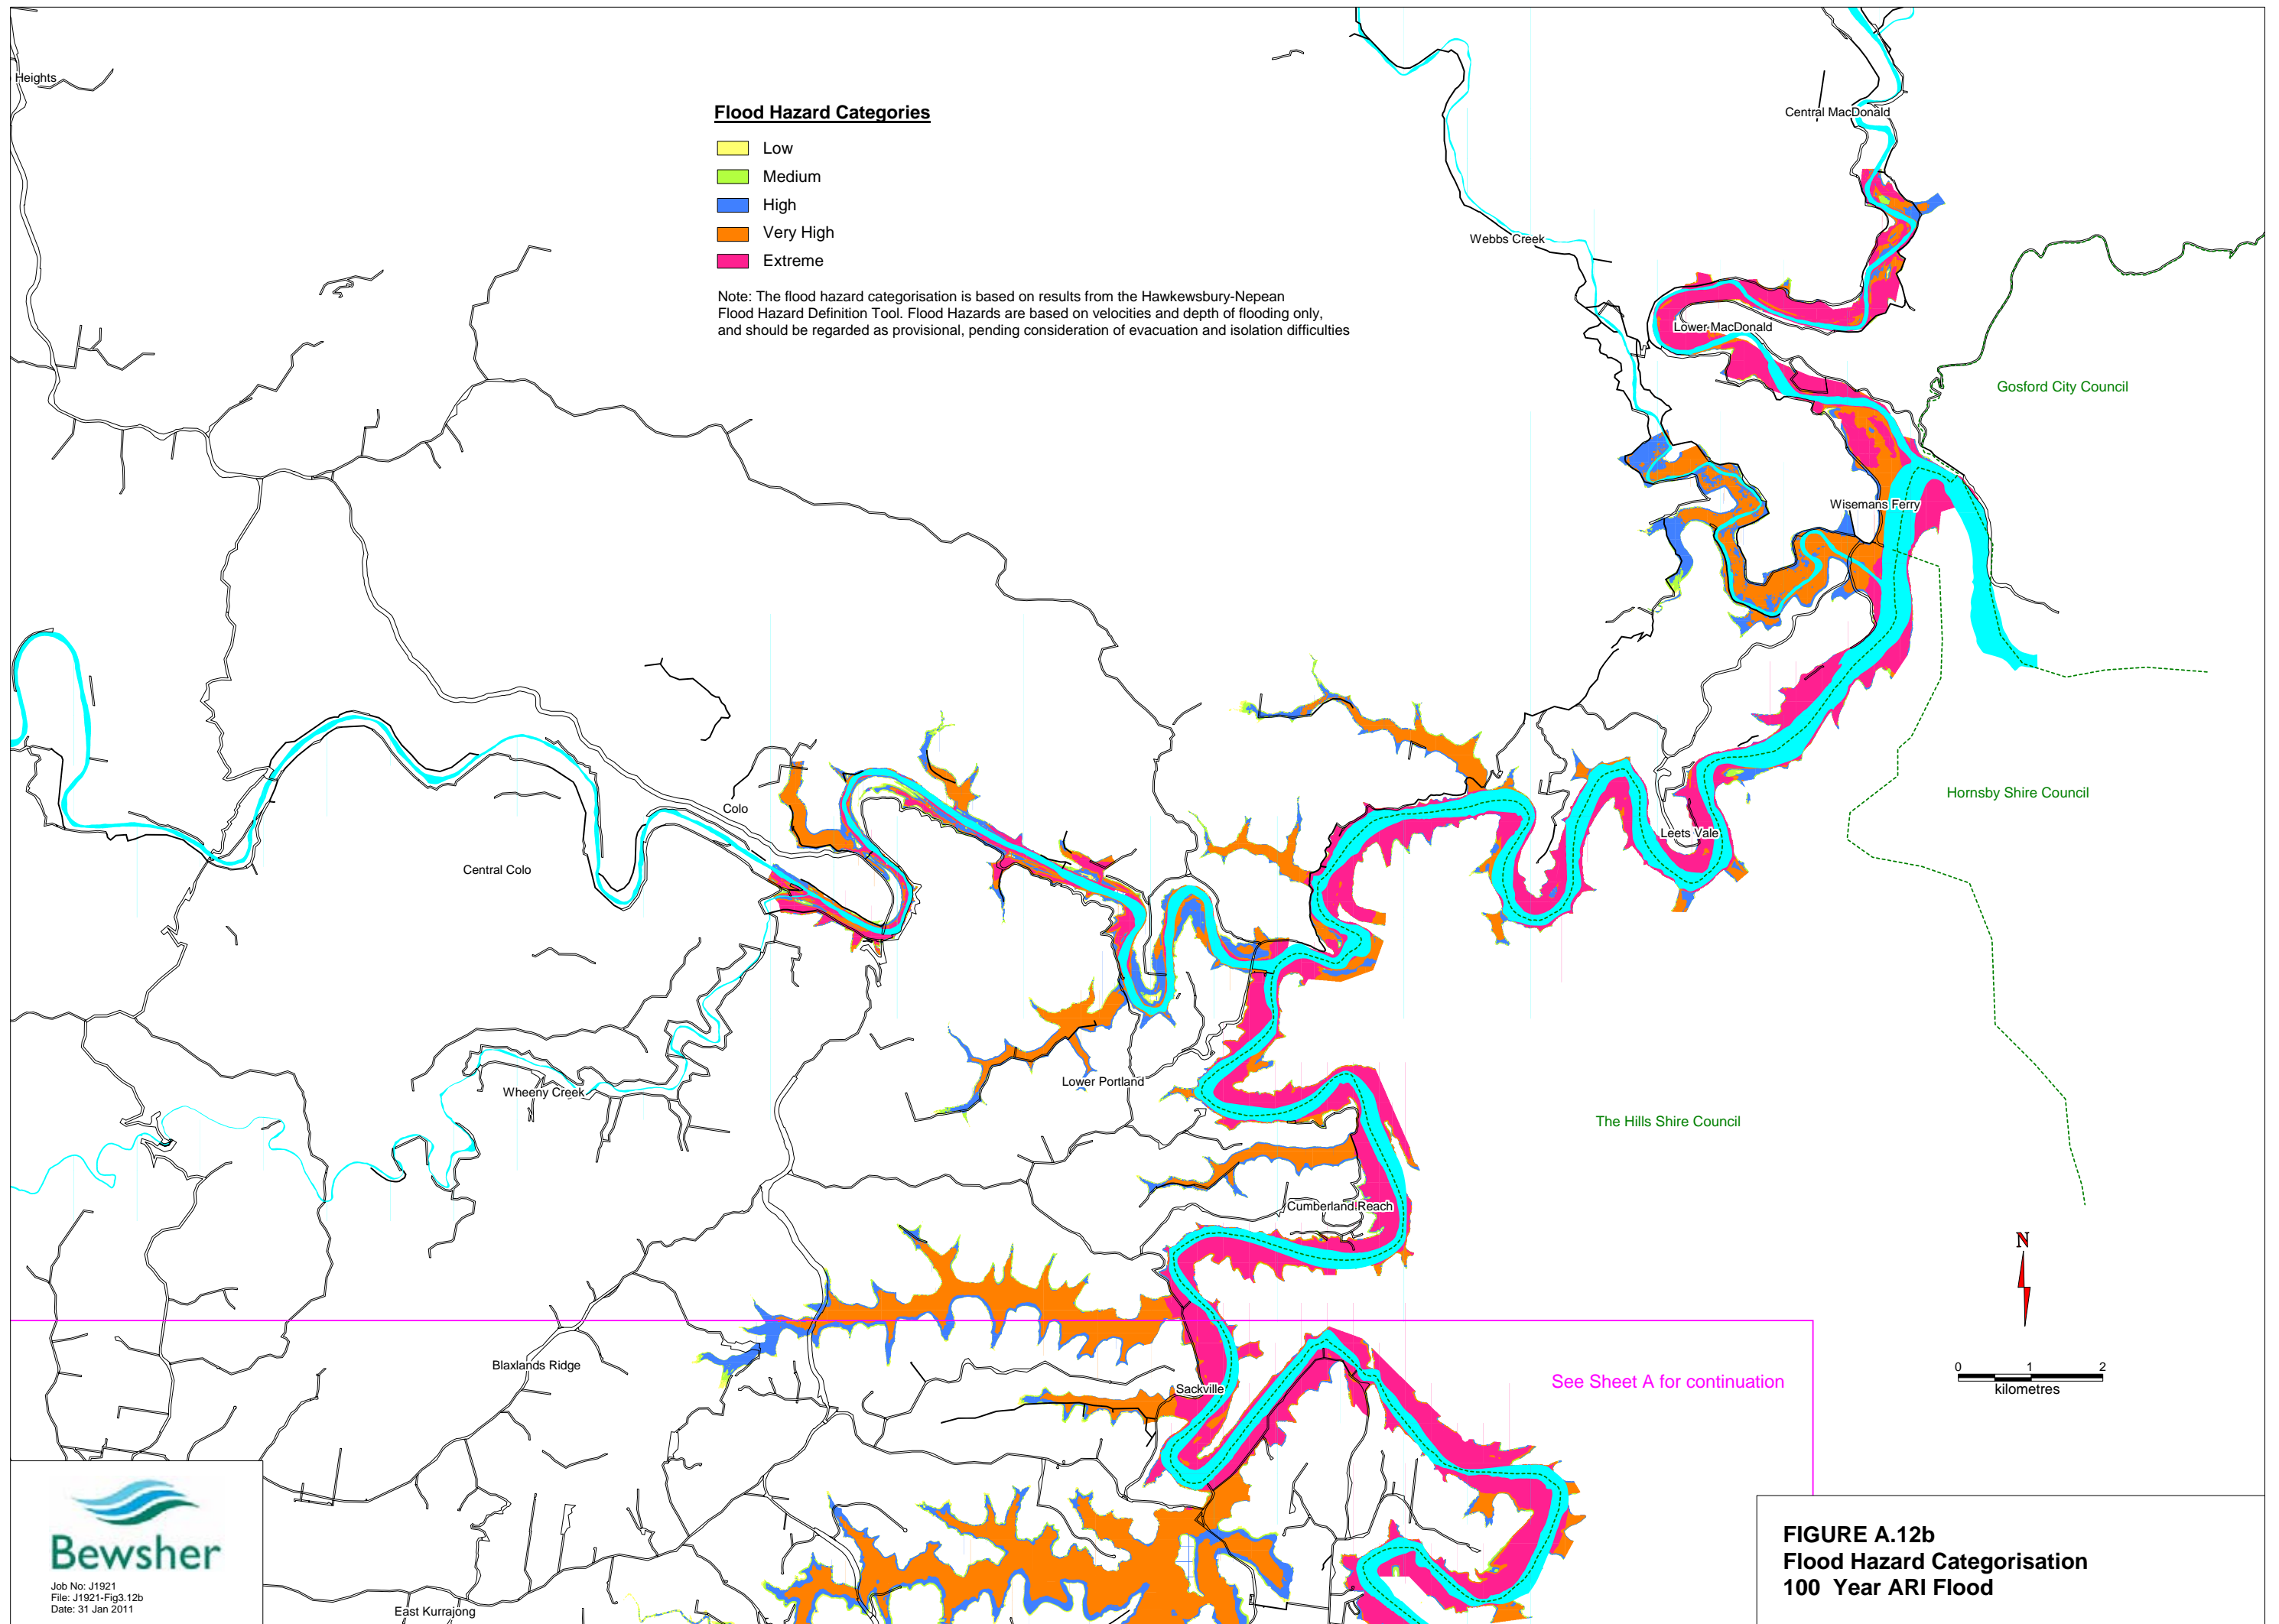 Heights
Flood Hazard Categories
Low
Medium
High
Very High
Extreme
Note: The flood hazard categorisation is based on results from the Hawkewsbury-Nepean
Flood Hazard Definition Tool. Flood Hazards are based on velocities and depth of flooding only,
and should be regarded as provisional, pending consideration of evacuation and isolation difficulties
Central MacDonald
Webbs Creek
Lower MacDonald
Gosford City Council
Wisemans Ferry
Hornsby Shire Council
Colo
Leets Vale
Central Colo
Lower Portland
Wheeny Creek
The Hills Shire Council
Cumberland Reach
N
Blaxlands Ridge
Sackville
See Sheet A for continuation
0 1 2
kilometres
Bewsher
Job No: J1921
File: J1921-Fig3.12b
Date: 31 Jan 2011
East Kurrajong
FIGURE A.12b
Flood Hazard Categorisation
100 Year ARI Flood